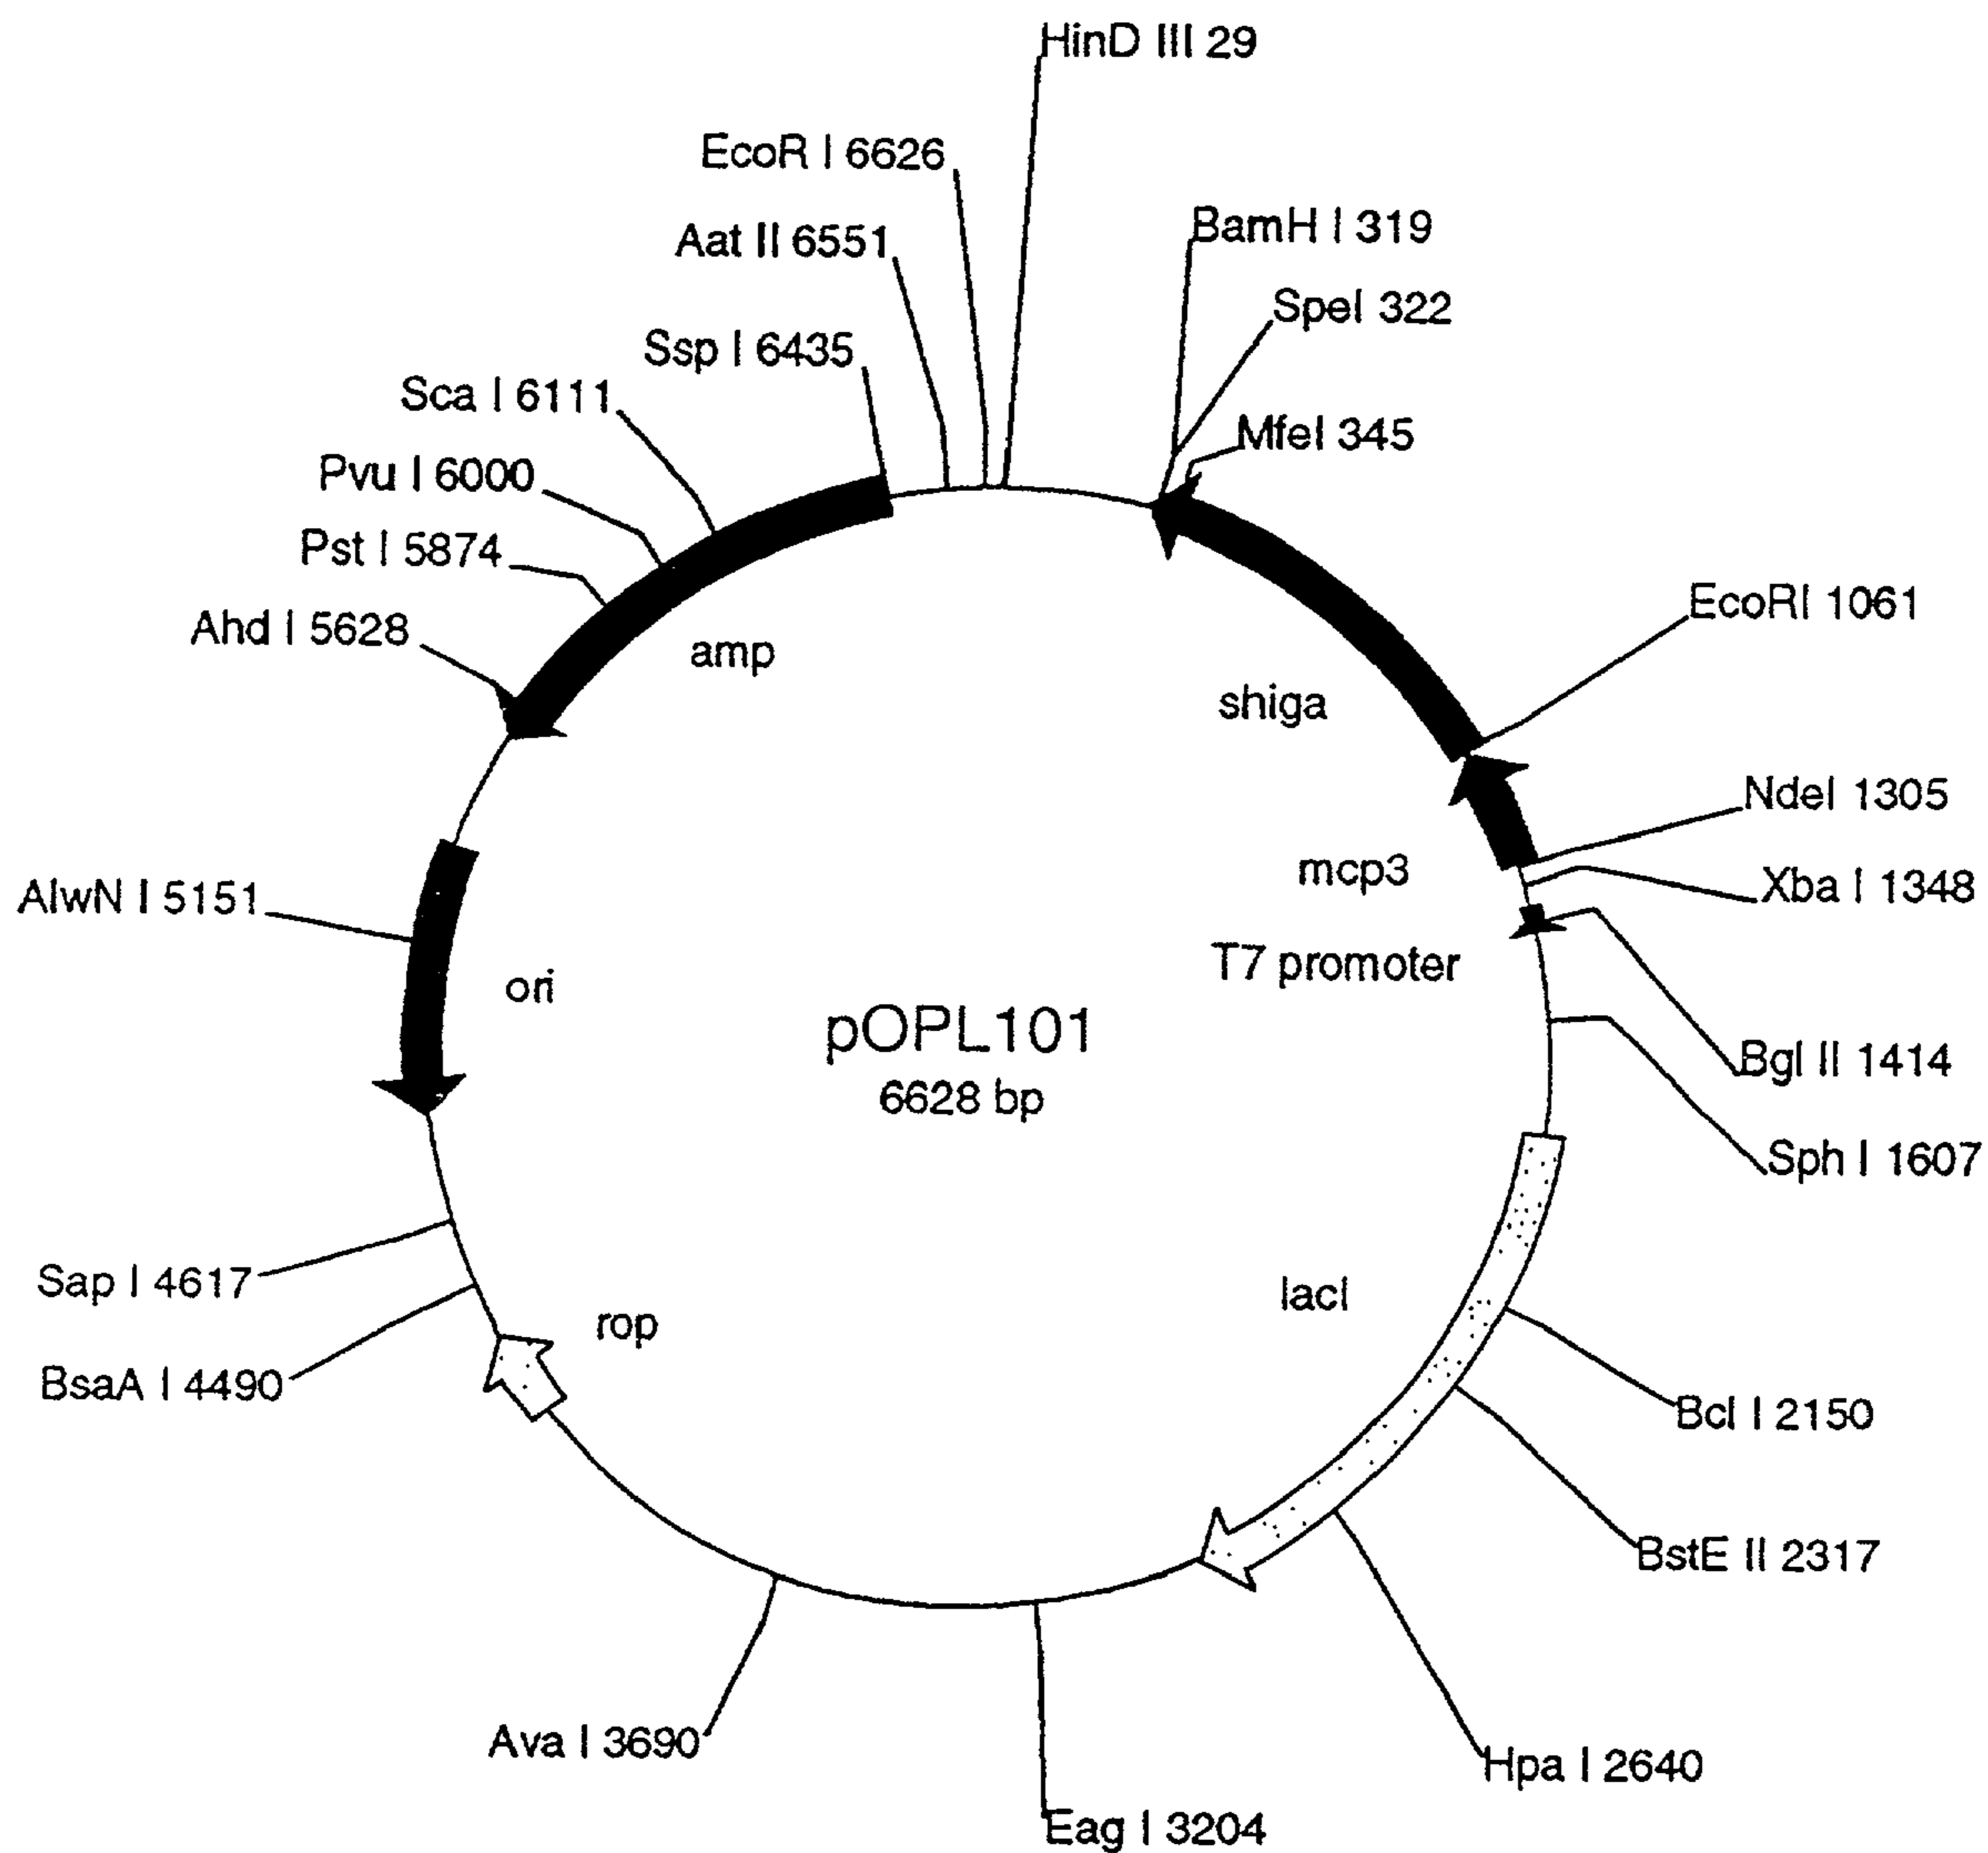 HinD III 29
EcoR I 6626
Aat II 6551
BamH I 319
SpeI 322
Ssp I 6435
Sca I 6111
MfeI 345
Pvu I 6000
Pst I 5874
EcoRI 1061
Ahd I 5628
amp
shiga
NdeI 1305
mcp3
Xba I 1348
AlwN I 5151
T7 promoter
ori
pOPL101
6628 bp
Bgl II 1414
Sph I 1607
Sap I 4617
lacI
rop
BsaA I 4490
Bcl I 2150
BstE II 2317
Ava I 3690
Hpa I 2640
Eag I 3204